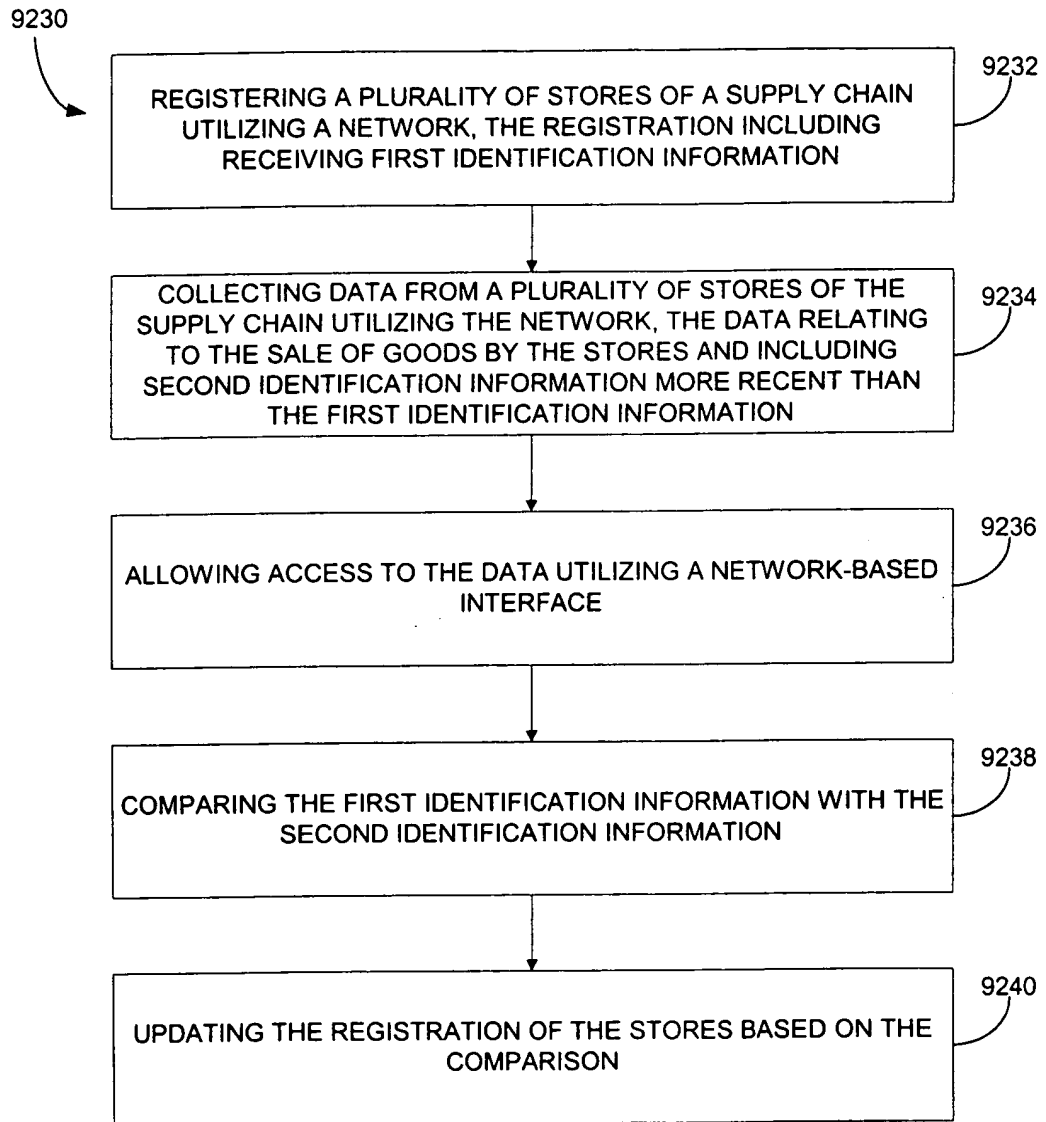 9230
9232
REGISTERING A PLURALITY OF STORES OF A SUPPLY CHAIN
UTILIZING A NETWORK, THE REGISTRATION INCLUDING
RECEIVING FIRST IDENTIFICATION INFORMATION
9234
COLLECTING DATA FROM A PLURALITY OF STORES OF THE
SUPPLY CHAIN UTILIZING THE NETWORK, THE DATA RELATING
TO THE SALE OF GOODS BY THE STORES AND INCLUDING
SECOND IDENTIFICATION INFORMATION MORE RECENT THAN
THE FIRST IDENTIFICATION INFORMATION
9236
ALLOWING ACCESS TO THE DATA UTILIZING A NETWORK-BASED
INTERFACE
9238
COMPARING THE FIRST IDENTIFICATION INFORMATION WITH THE
SECOND IDENTIFICATION INFORMATION
9240
UPDATING THE REGISTRATION OF THE STORES BASED ON THE
COMPARISON